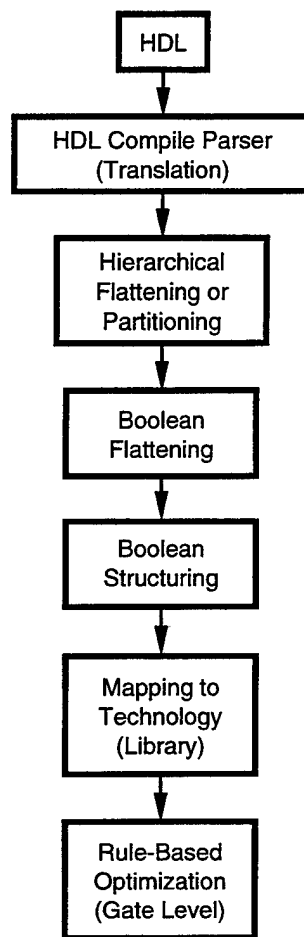 HDL
HDL Compile Parser
(Translation)
Hierarchical
Flattening or
Partitioning
Boolean
Flattening
Boolean
Structuring
Mapping to
Technology
(Library)
Rule-Based
Optimization
(Gate Level)